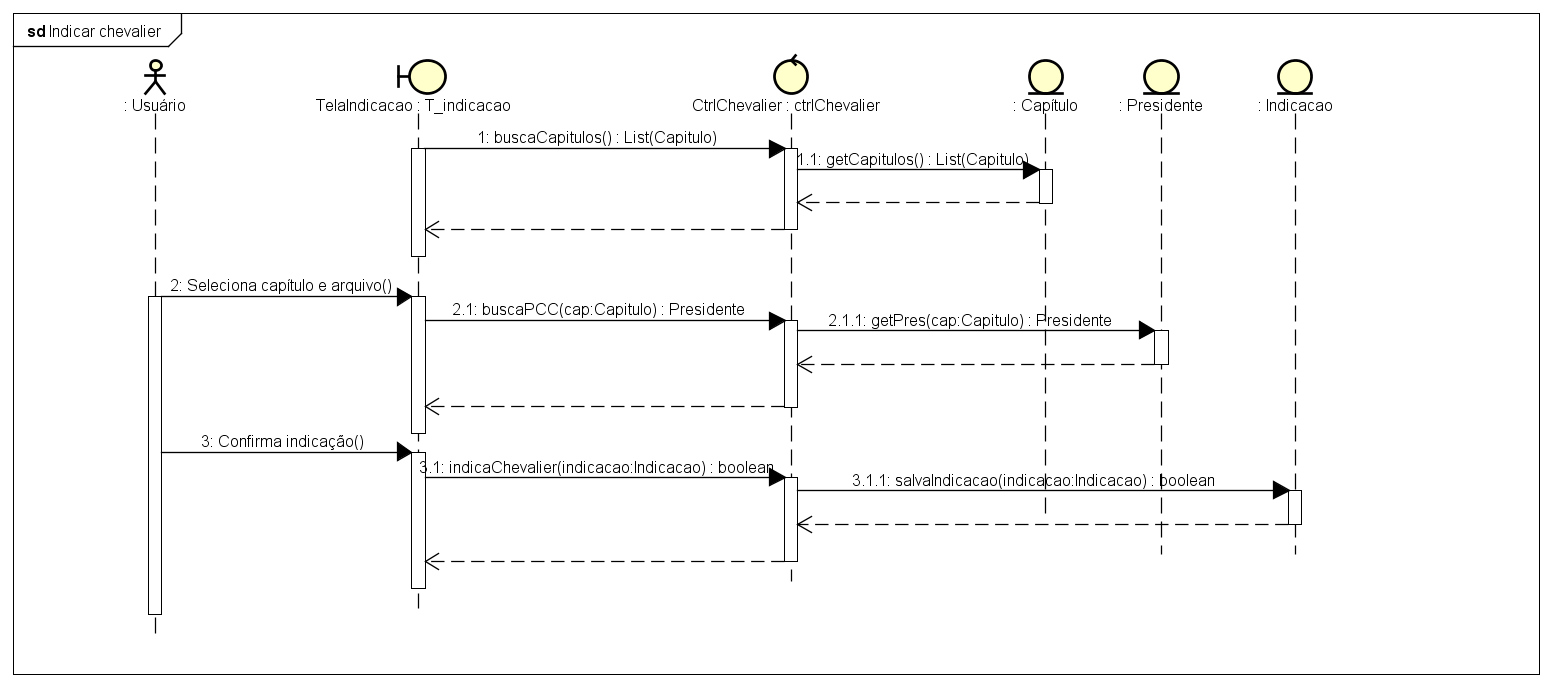 sd Indicar chevalier
: Usuário
TelaIndicacao : T_indicacao
CtrlChevalier : ctrlChevalier
: Capítulo
: Presidente
: Indicacao
1: buscaCapitulos() : List(Capitulo)
1.1: getCapitulos() : List(Capitulo)
2: Seleciona capítulo e arquivo()
2.1: buscaPCC(cap:Capitulo) : Presidente
2.1.1: getPres(cap:Capitulo) : Presidente
3: Confirma indicação()
3.1: indicaChevalier(indicacao:Indicacao) : boolean
3.1.1: salvaIndicacao(indicacao:Indicacao) : boolean